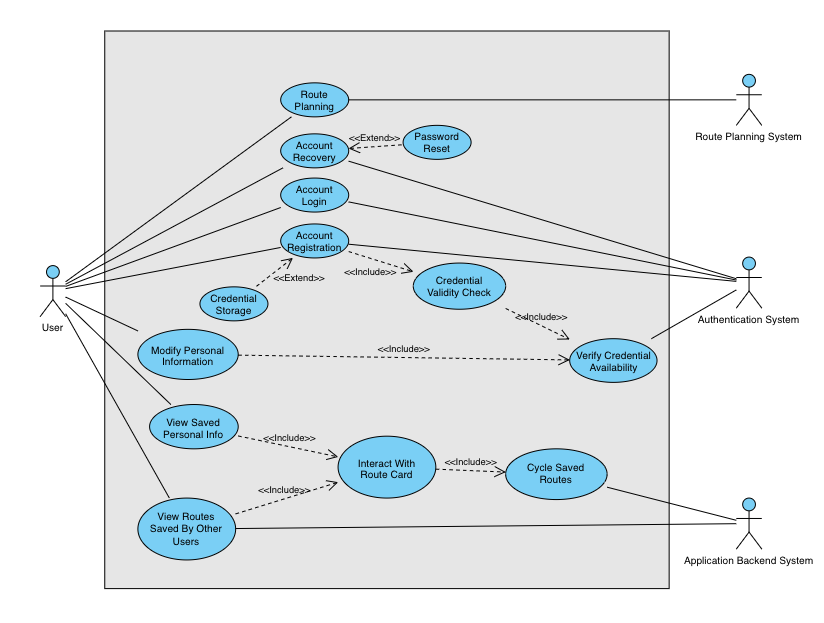 Route
Planning
Route Planning System
<<Extend>>
Password
Reset
Account
Recovery
Account
Login
Account
Registration
<<Include>>
<<Extend>>
Credential
Validity Check
Credential
Storage
User
Authentication System
<<Include>>
Modify Personal
Information
<<Include>>
Verify Credential
Availability
View Saved
Personal Info
<<Include>>
Interact With
Route Card
<<Include>>
Cycle Saved
Routes
<<Include>>
View Routes
Saved By Other
Users
Application Backend System